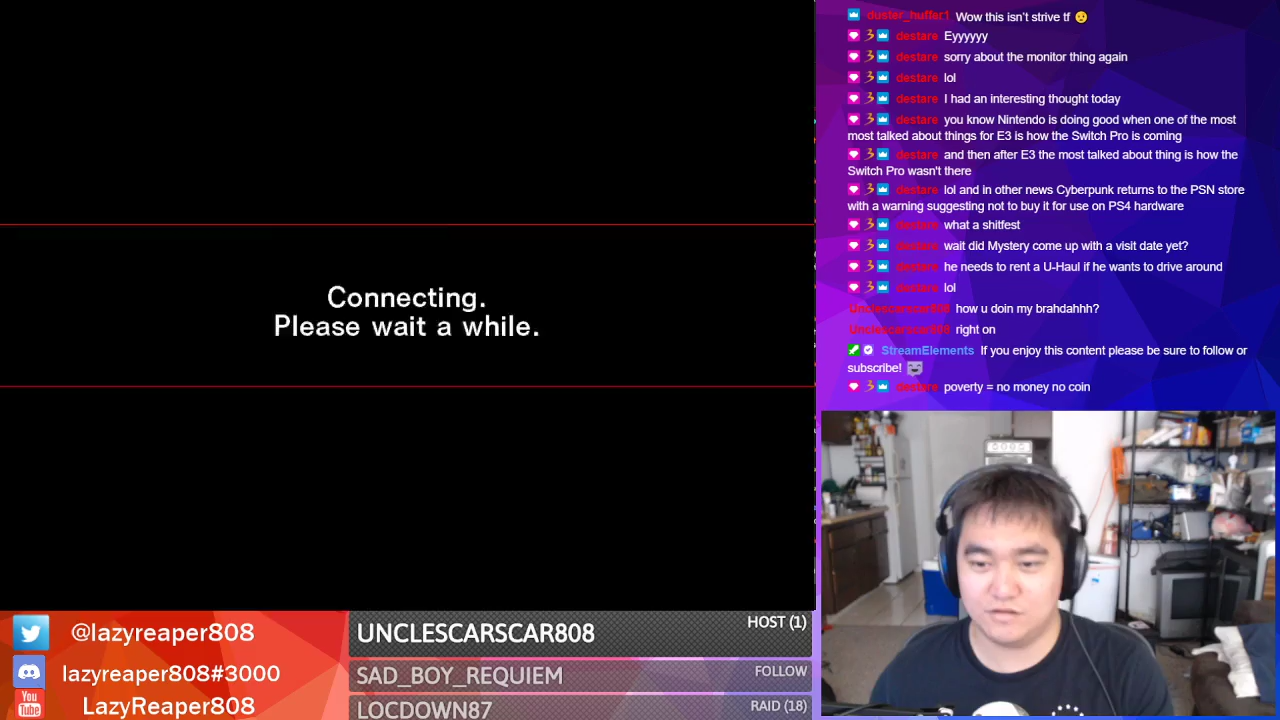 Connecting.
Please wait a while.
duster_huffer1 Wow this isn't strive tf
destare Eyyyyyy
destare sorry about the monitor thing again
destare lol
destare I had an interesting thought today
destare you know Nintendo is doing good when one of the most
most talked about things for E3 is how the Switch Pro is coming
destare and then after E3 the most talked about thing is how the
Switch Pro wasn't there
destare lol and in other news Cyberpunk returns to the PSN store
with a warning suggesting not to buy it for use on PS4 hardware
destare what a shitfest
destare wait did Mystery come up with a visit date yet?
destare he needs to rent a U-Haul if he wants to drive around
destare lol
Unclescarscar808 how u doin my brahdahhh?
Unclescarscar808 right on
StreamElements If you enjoy this content please be sure to follow or
subscribe!
destare poverty = no money no coin
@lazyreaper808
lazyreaper808#3000
You
Tube
LazyReaper808
UNCLESCARSCAR808 HOST (1)
SAD_BOY_REQUIEM FOLLOW
LOCDOWN87 RAID (18)